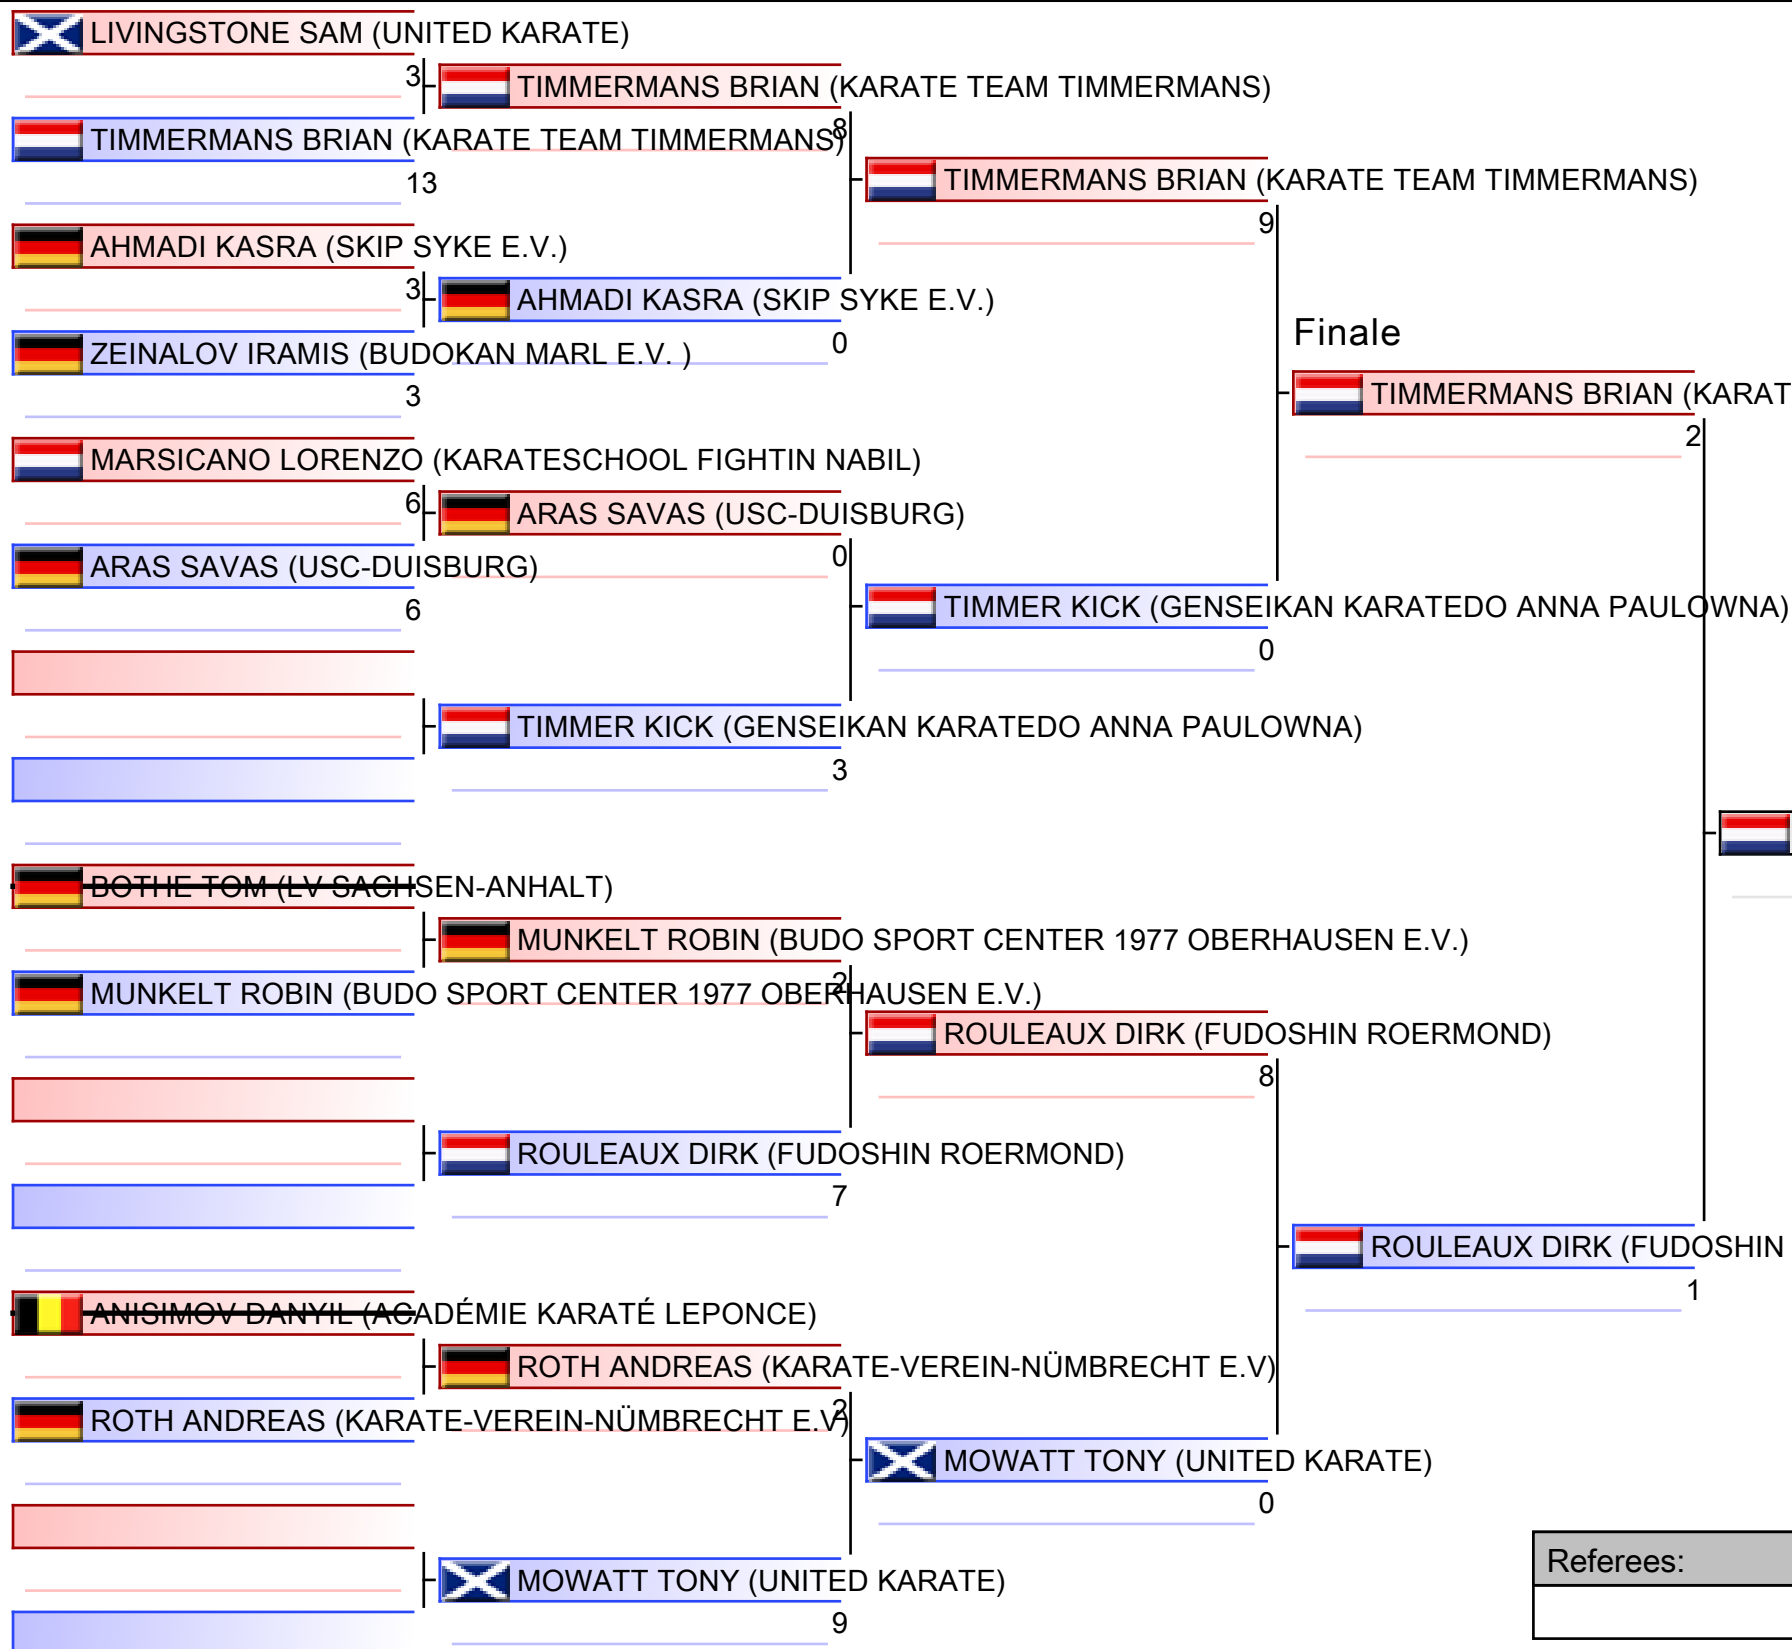 LIVINGSTONE SAM (UNITED KARATE)
3
TIMMERMANS BRIAN (KARATE TEAM TIMMERMANS)
TIMMERMANS BRIAN (KARATE TEAM TIMMERMANS)
8
13
TIMMERMANS BRIAN (KARATE TEAM TIMMERMANS)
9
AHMADI KASRA (SKIP SYKE E.V.)
3
AHMADI KASRA (SKIP SYKE E.V.)
0
Finale
ZEINALOV IRAMIS (BUDOKAN MARL E.V. )
3
TIMMERMANS BRIAN (KARAT
2
MARSICANO LORENZO (KARATESCHOOL FIGHTIN NABIL)
6
ARAS SAVAS (USC-DUISBURG)
0
ARAS SAVAS (USC-DUISBURG)
6
TIMMER KICK (GENSEIKAN KARATEDO ANNA PAULOWNA)
0
TIMMER KICK (GENSEIKAN KARATEDO ANNA PAULOWNA)
3
BOTHE TOM (LV SACHSEN-ANHALT)
MUNKELT ROBIN (BUDO SPORT CENTER 1977 OBERHAUSEN E.V.)
2
MUNKELT ROBIN (BUDO SPORT CENTER 1977 OBERHAUSEN E.V.)
ROULEAUX DIRK (FUDOSHIN ROERMOND)
8
ROULEAUX DIRK (FUDOSHIN ROERMOND)
7
ROULEAUX DIRK (FUDOSHIN
1
ANISIMOV DANYIL (ACADÉMIE KARATÉ LEPONCE)
ROTH ANDREAS (KARATE-VEREIN-NÜMBRECHT E.V)
2
ROTH ANDREAS (KARATE-VEREIN-NÜMBRECHT E.V)
MOWATT TONY (UNITED KARATE)
0
MOWATT TONY (UNITED KARATE)
9
Referees: